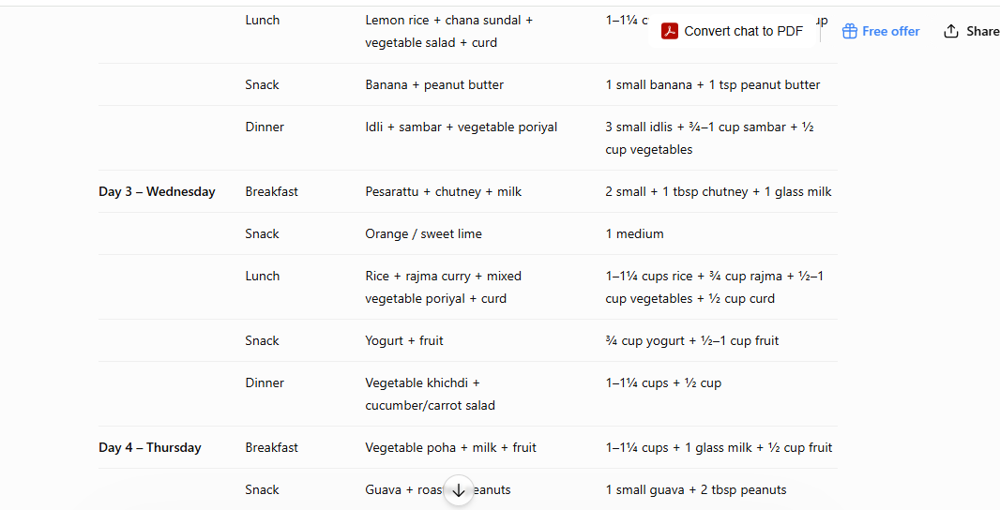 Lunch
Lemon rice + chana sundal +
vegetable salad + curd
1–1¼ c
Convert chat to PDF
Free offer
Share
Snack
Banana + peanut butter
1 small banana + 1 tsp peanut butter
Dinner
Idli + sambar + vegetable poriyal
3 small idlis + ¾–1 cup sambar + ½
cup vegetables
Day 3 – Wednesday
Breakfast
Pesarattu + chutney + milk
2 small + 1 tbsp chutney + 1 glass milk
Snack
Orange / sweet lime
1 medium
Lunch
Rice + rajma curry + mixed
vegetable poriyal + curd
1–1¼ cups rice + ¾ cup rajma + ½–1
cup vegetables + ½ cup curd
Snack
Yogurt + fruit
¾ cup yogurt + ½–1 cup fruit
Dinner
Vegetable khichdi +
cucumber/carrot salad
1–1¼ cups + ½ cup
Day 4 – Thursday
Breakfast
Vegetable poha + milk + fruit
1–1¼ cups + 1 glass milk + ½ cup fruit
Snack
Guava + roas eanuts
1 small guava + 2 tbsp peanuts